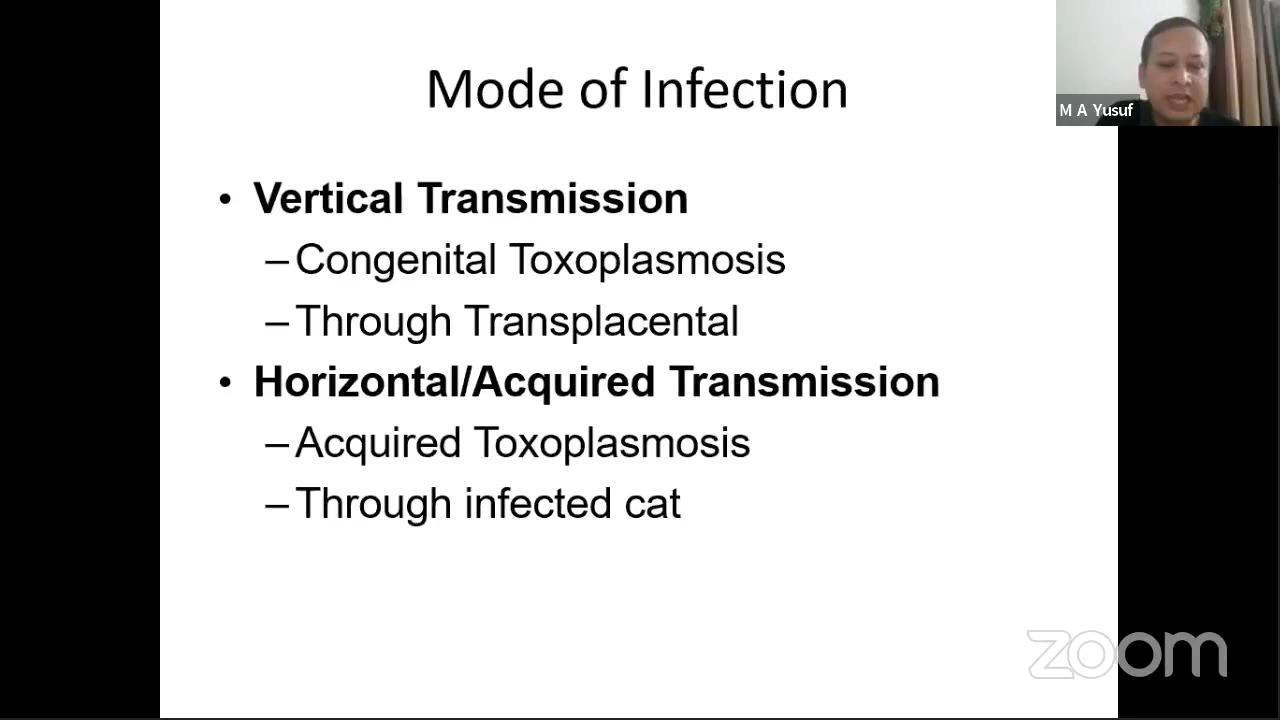 Mode of Infection
M A Yusuf
• Vertical Transmission
– Congenital Toxoplasmosis
– Through Transplacental
• Horizontal/Acquired Transmission
– Acquired Toxoplasmosis
– Through infected cat
zoom